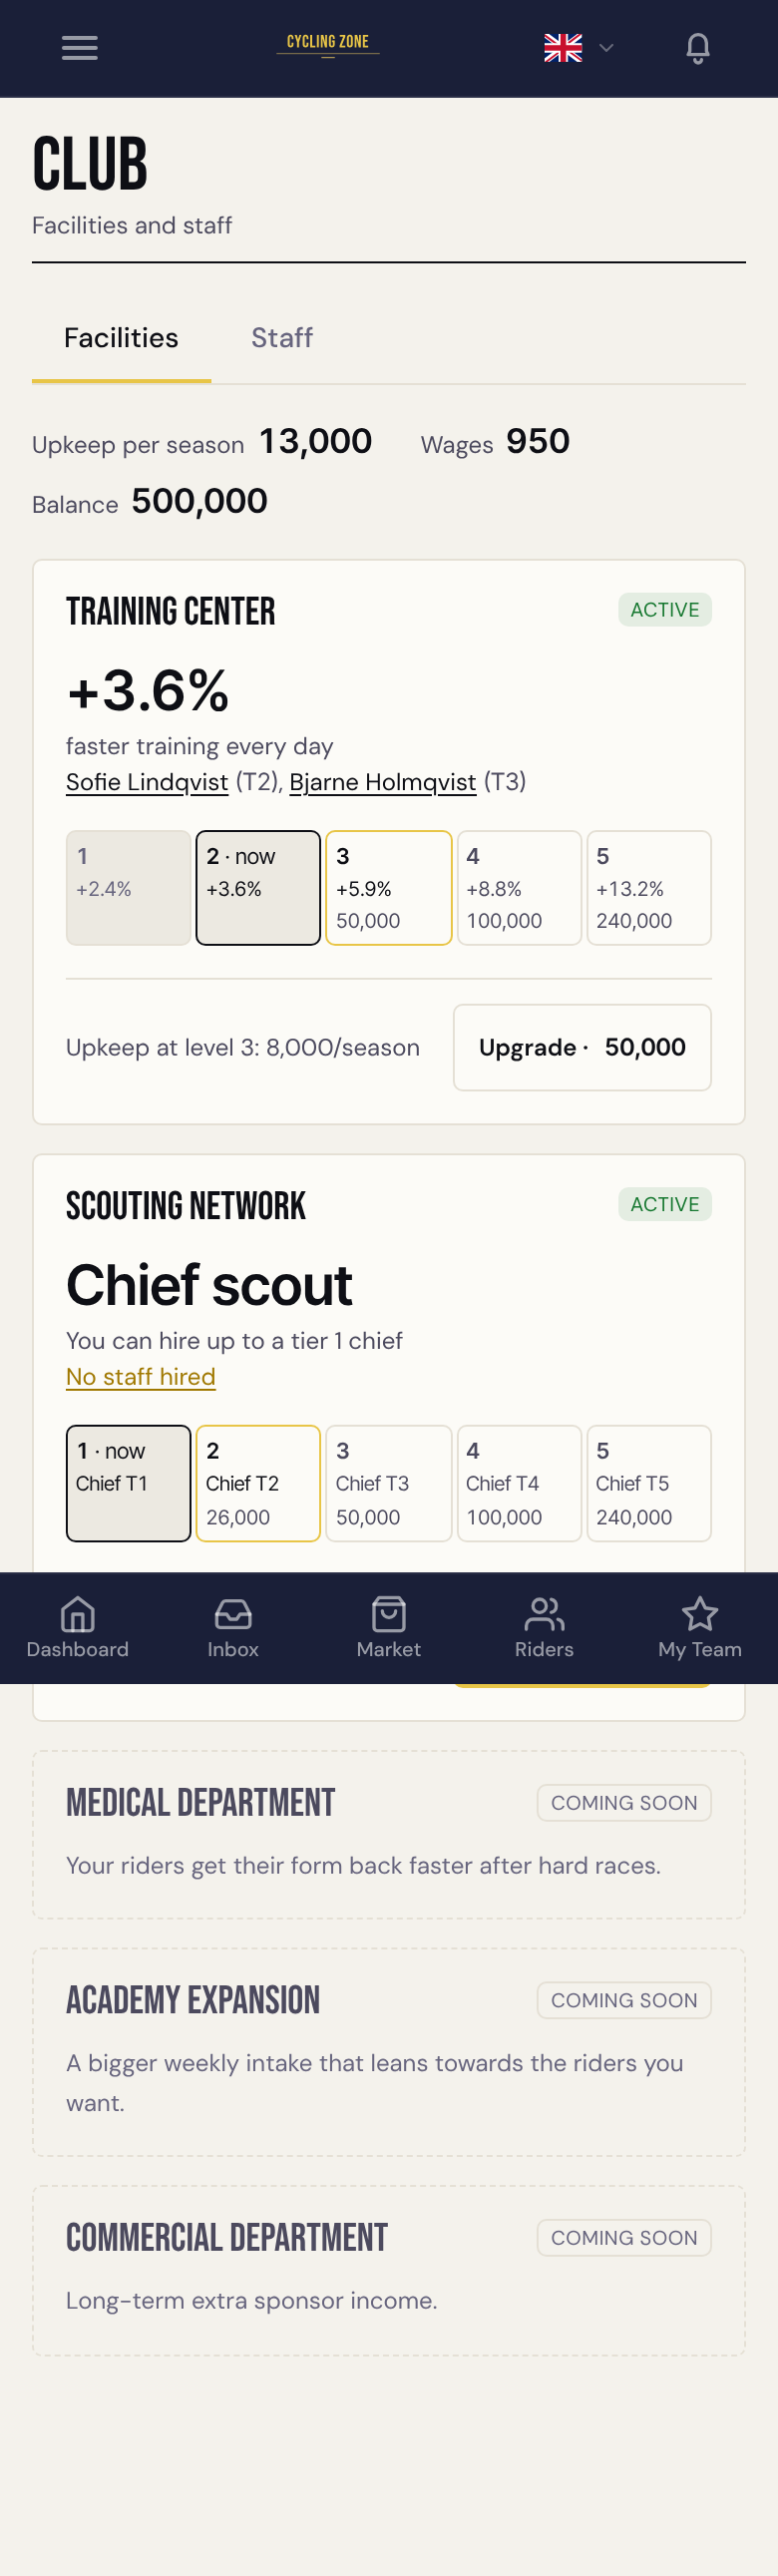 CYCLING ZONE
CLUB
Facilities and staff
Facilities Staff
Upkeep per season 13,000 Wages 950
Balance 500,000
TRAINING CENTER ACTIVE
+3.6%
faster training every day
Sofie Lindqvist (T2), Bjarne Holmqvist (T3)
1 2 · now 3 4 5
+2.4% +3.6% +5.9% +8.8% +13.2%
50,000 100,000 240,000
Upkeep at level 3: 8,000/season Upgrade · 50,000
SCOUTING NETWORK ACTIVE
Chief scout
You can hire up to a tier 1 chief
No staff hired
1 · now 2 3 4 5
Chief T1 Chief T2 Chief T3 Chief T4 Chief T5
26,000 50,000 100,000 240,000
Dashboard Inbox Market Riders My Team
MEDICAL DEPARTMENT COMING SOON
Your riders get their form back faster after hard races.
ACADEMY EXPANSION COMING SOON
A bigger weekly intake that leans towards the riders you
want.
COMMERCIAL DEPARTMENT COMING SOON
Long-term extra sponsor income.